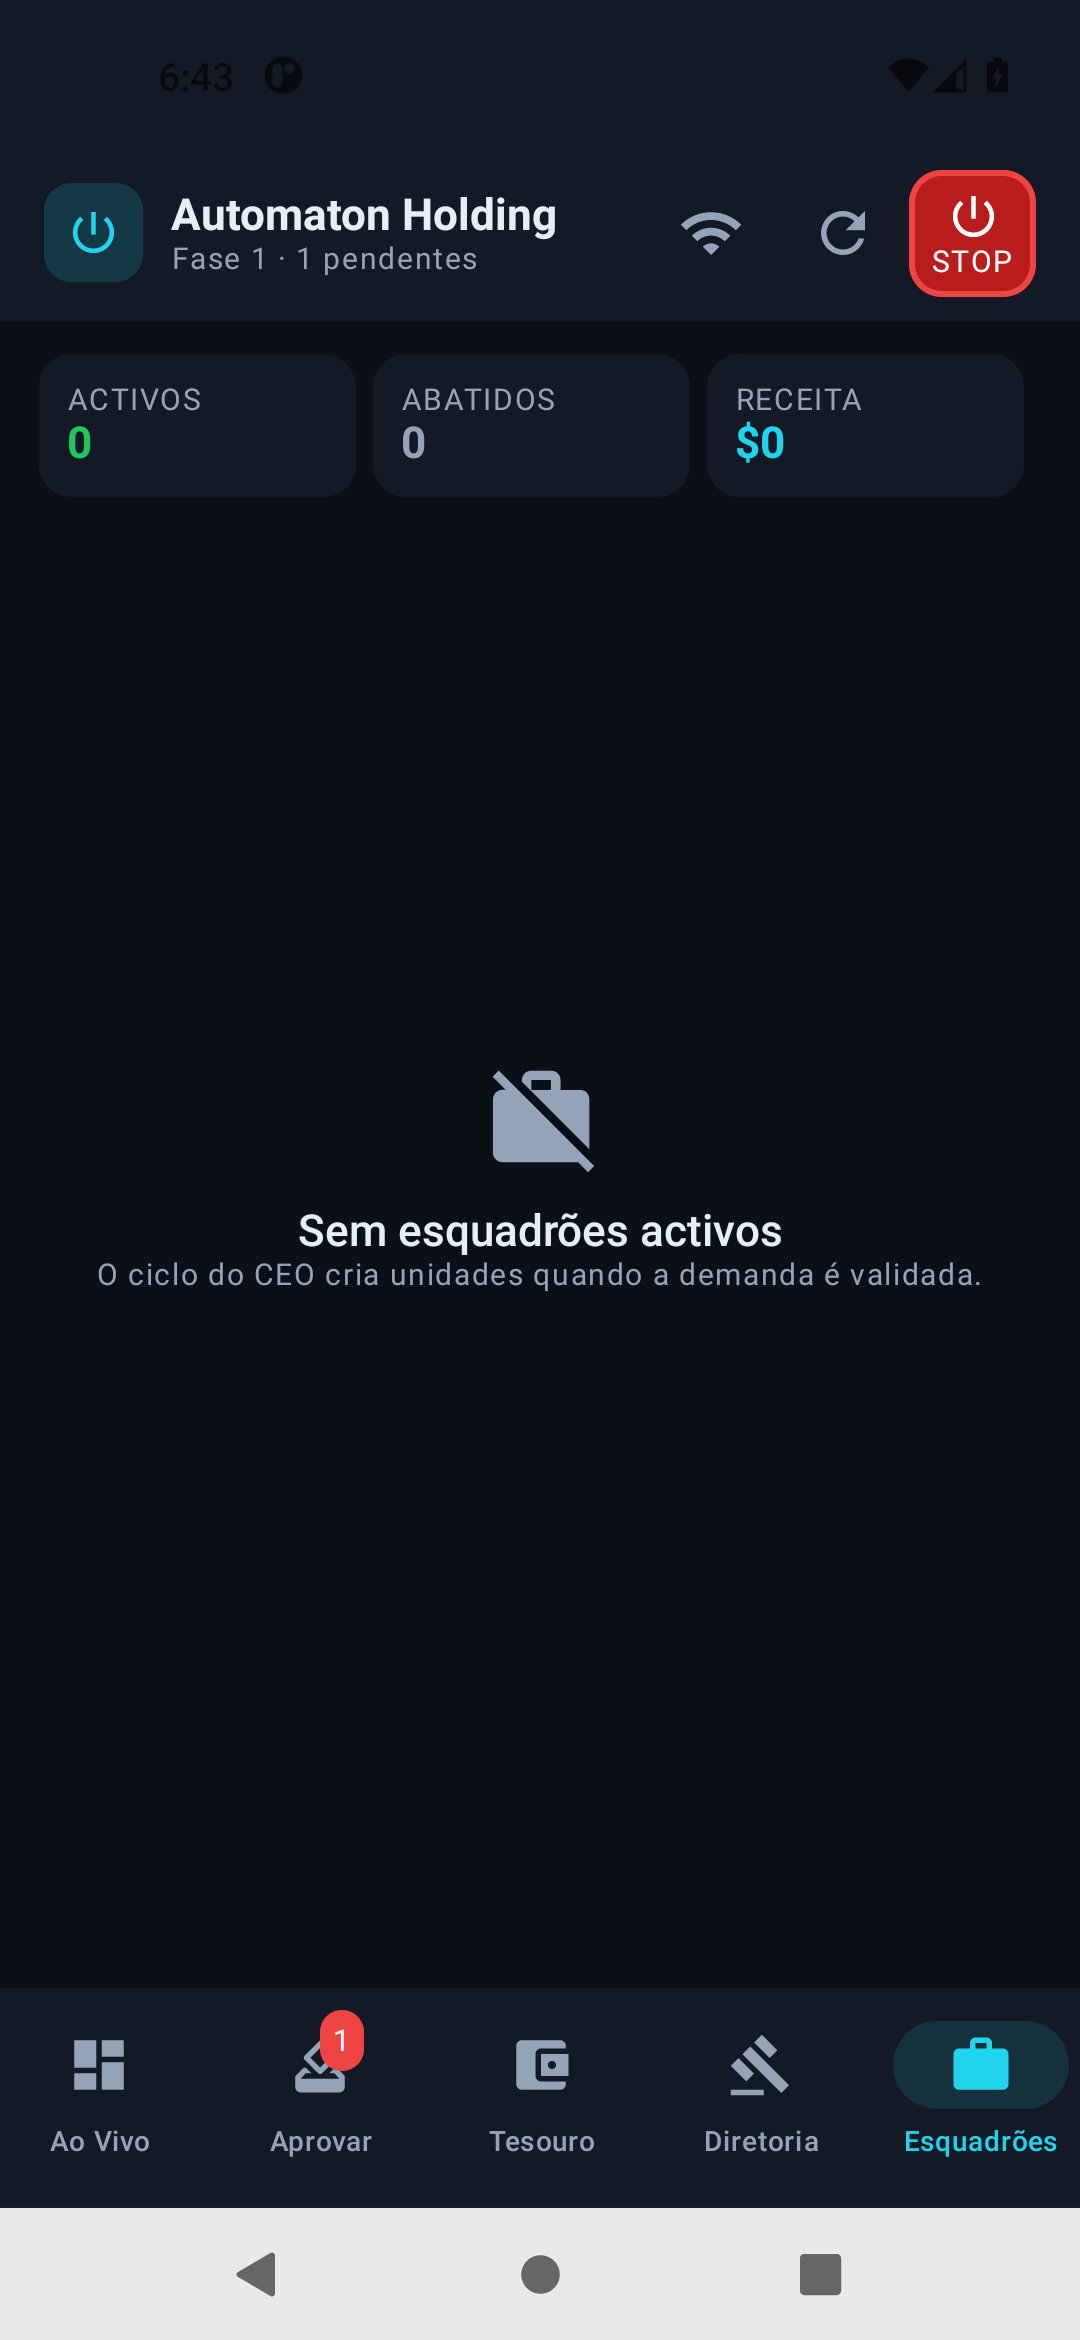 6:43
Automaton Holding
Fase 1 · 1 pendentes
STOP
ACTIVOS
0
ABATIDOS
0
RECEITA
$0
Sem esquadrões activos
O ciclo do CEO cria unidades quando a demanda é validada.
1
Ao Vivo
Aprovar
Tesouro
Diretoria
Esquadrões